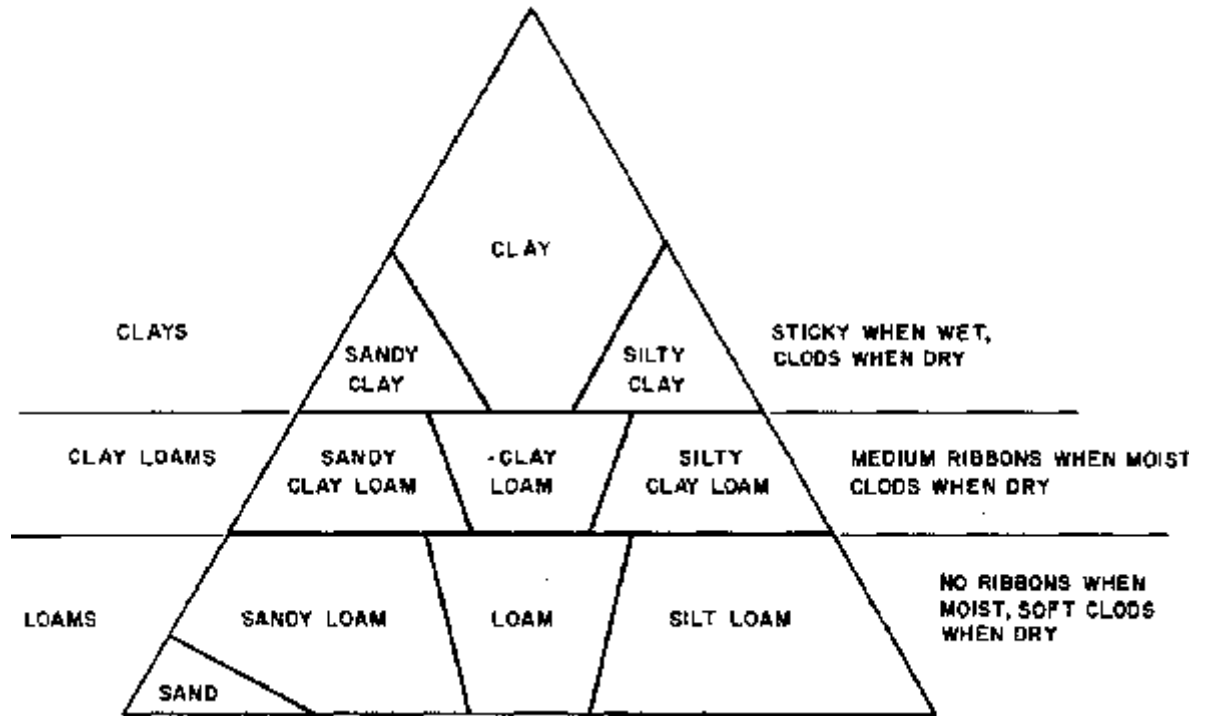 CLAY
CLAYS
SANDY
CLAY
SILTY
CLAY
STICKY WHEN WET,
CLODS WHEN DRY
CLAY LOAMS
SANDY
CLAY LOAM
-CLAY
LOAM
SILTY
CLAY LOAM
MEDIUM RIBBONS WHEN MOIST
CLODS WHEN DRY
LOAMS
SANDY LOAM
LOAM
SILT LOAM
NO RIBBONS WHEN
MOIST, SOFT CLODS
WHEN DRY
SAND